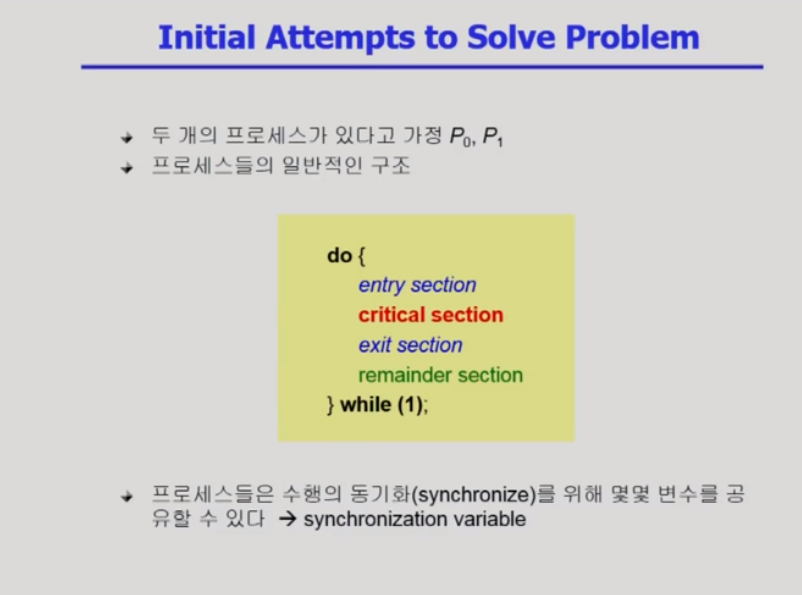 Initial Attempts to Solve Problem
두 개의 프로세스가 있다고 가정 P₀, P₁
프로세스들의 일반적인 구조
do {
entry section
critical section
exit section
remainder section
} while (1);
프로세스들은 수행의 동기화(synchronize)를 위해 몇몇 변수를 공
유할 수 있다 → synchronization variable